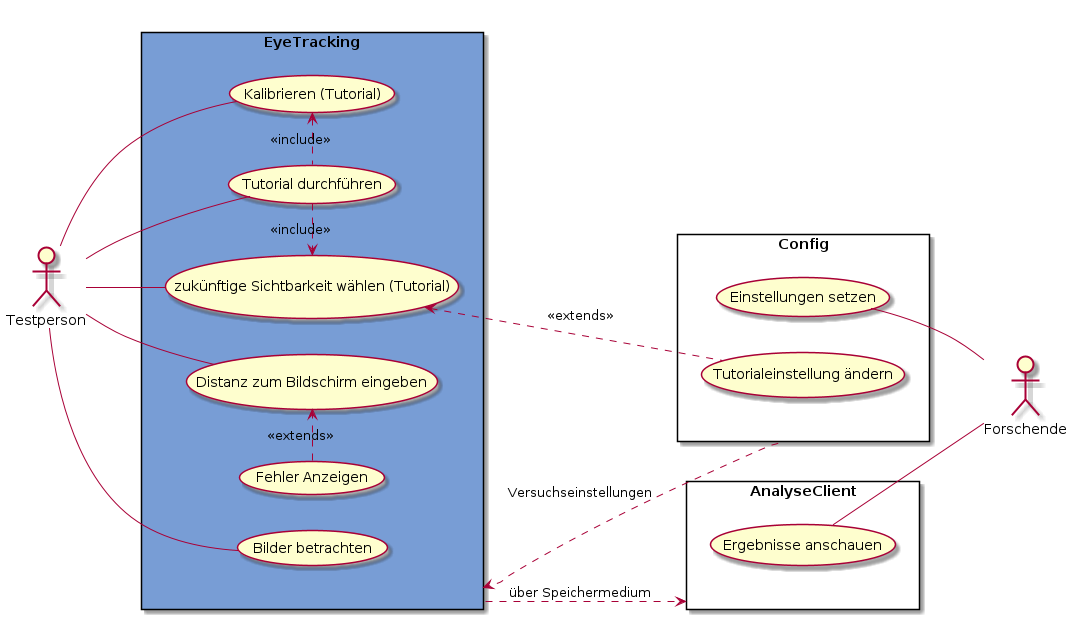 EyeTracking
Kalibrieren (Tutorial)
«include»
Tutorial durchführen
«include»
zukünftige Sichtbarkeit wählen (Tutorial)
Testperson
Distanz zum Bildschirm eingeben
«extends»
Fehler Anzeigen
Bilder betrachten
«extends»
Config
Einstellungen setzen
Tutorialeinstellung ändern
Forschende
Versuchseinstellungen
AnalyseClient
Ergebnisse anschauen
über Speichermedium